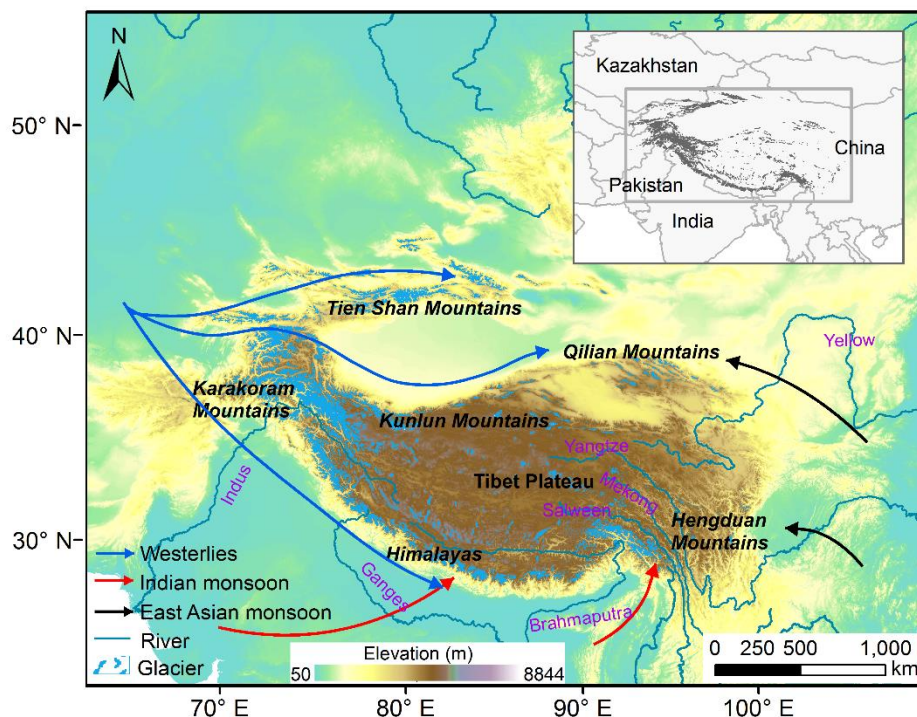 N
50° N
40° N
30° N
Kazakhstan
China
Pakistan
India
Tien Shan Mountains
Yellow
Qilian Mountains
Karakoram
Mountains
Kunlun Mountains
Yangtze
Indus
Tibet Plateau
Mekong
Salween
Hengduan
Mountains
Himalayas
Ganges
Brahmaputra
Westerlies
Indian monsoon
East Asian monsoon
River
Glacier
Elevation (m)
50
8844
0 250 500 1,000
km
70° E
80° E
90° E
100° E